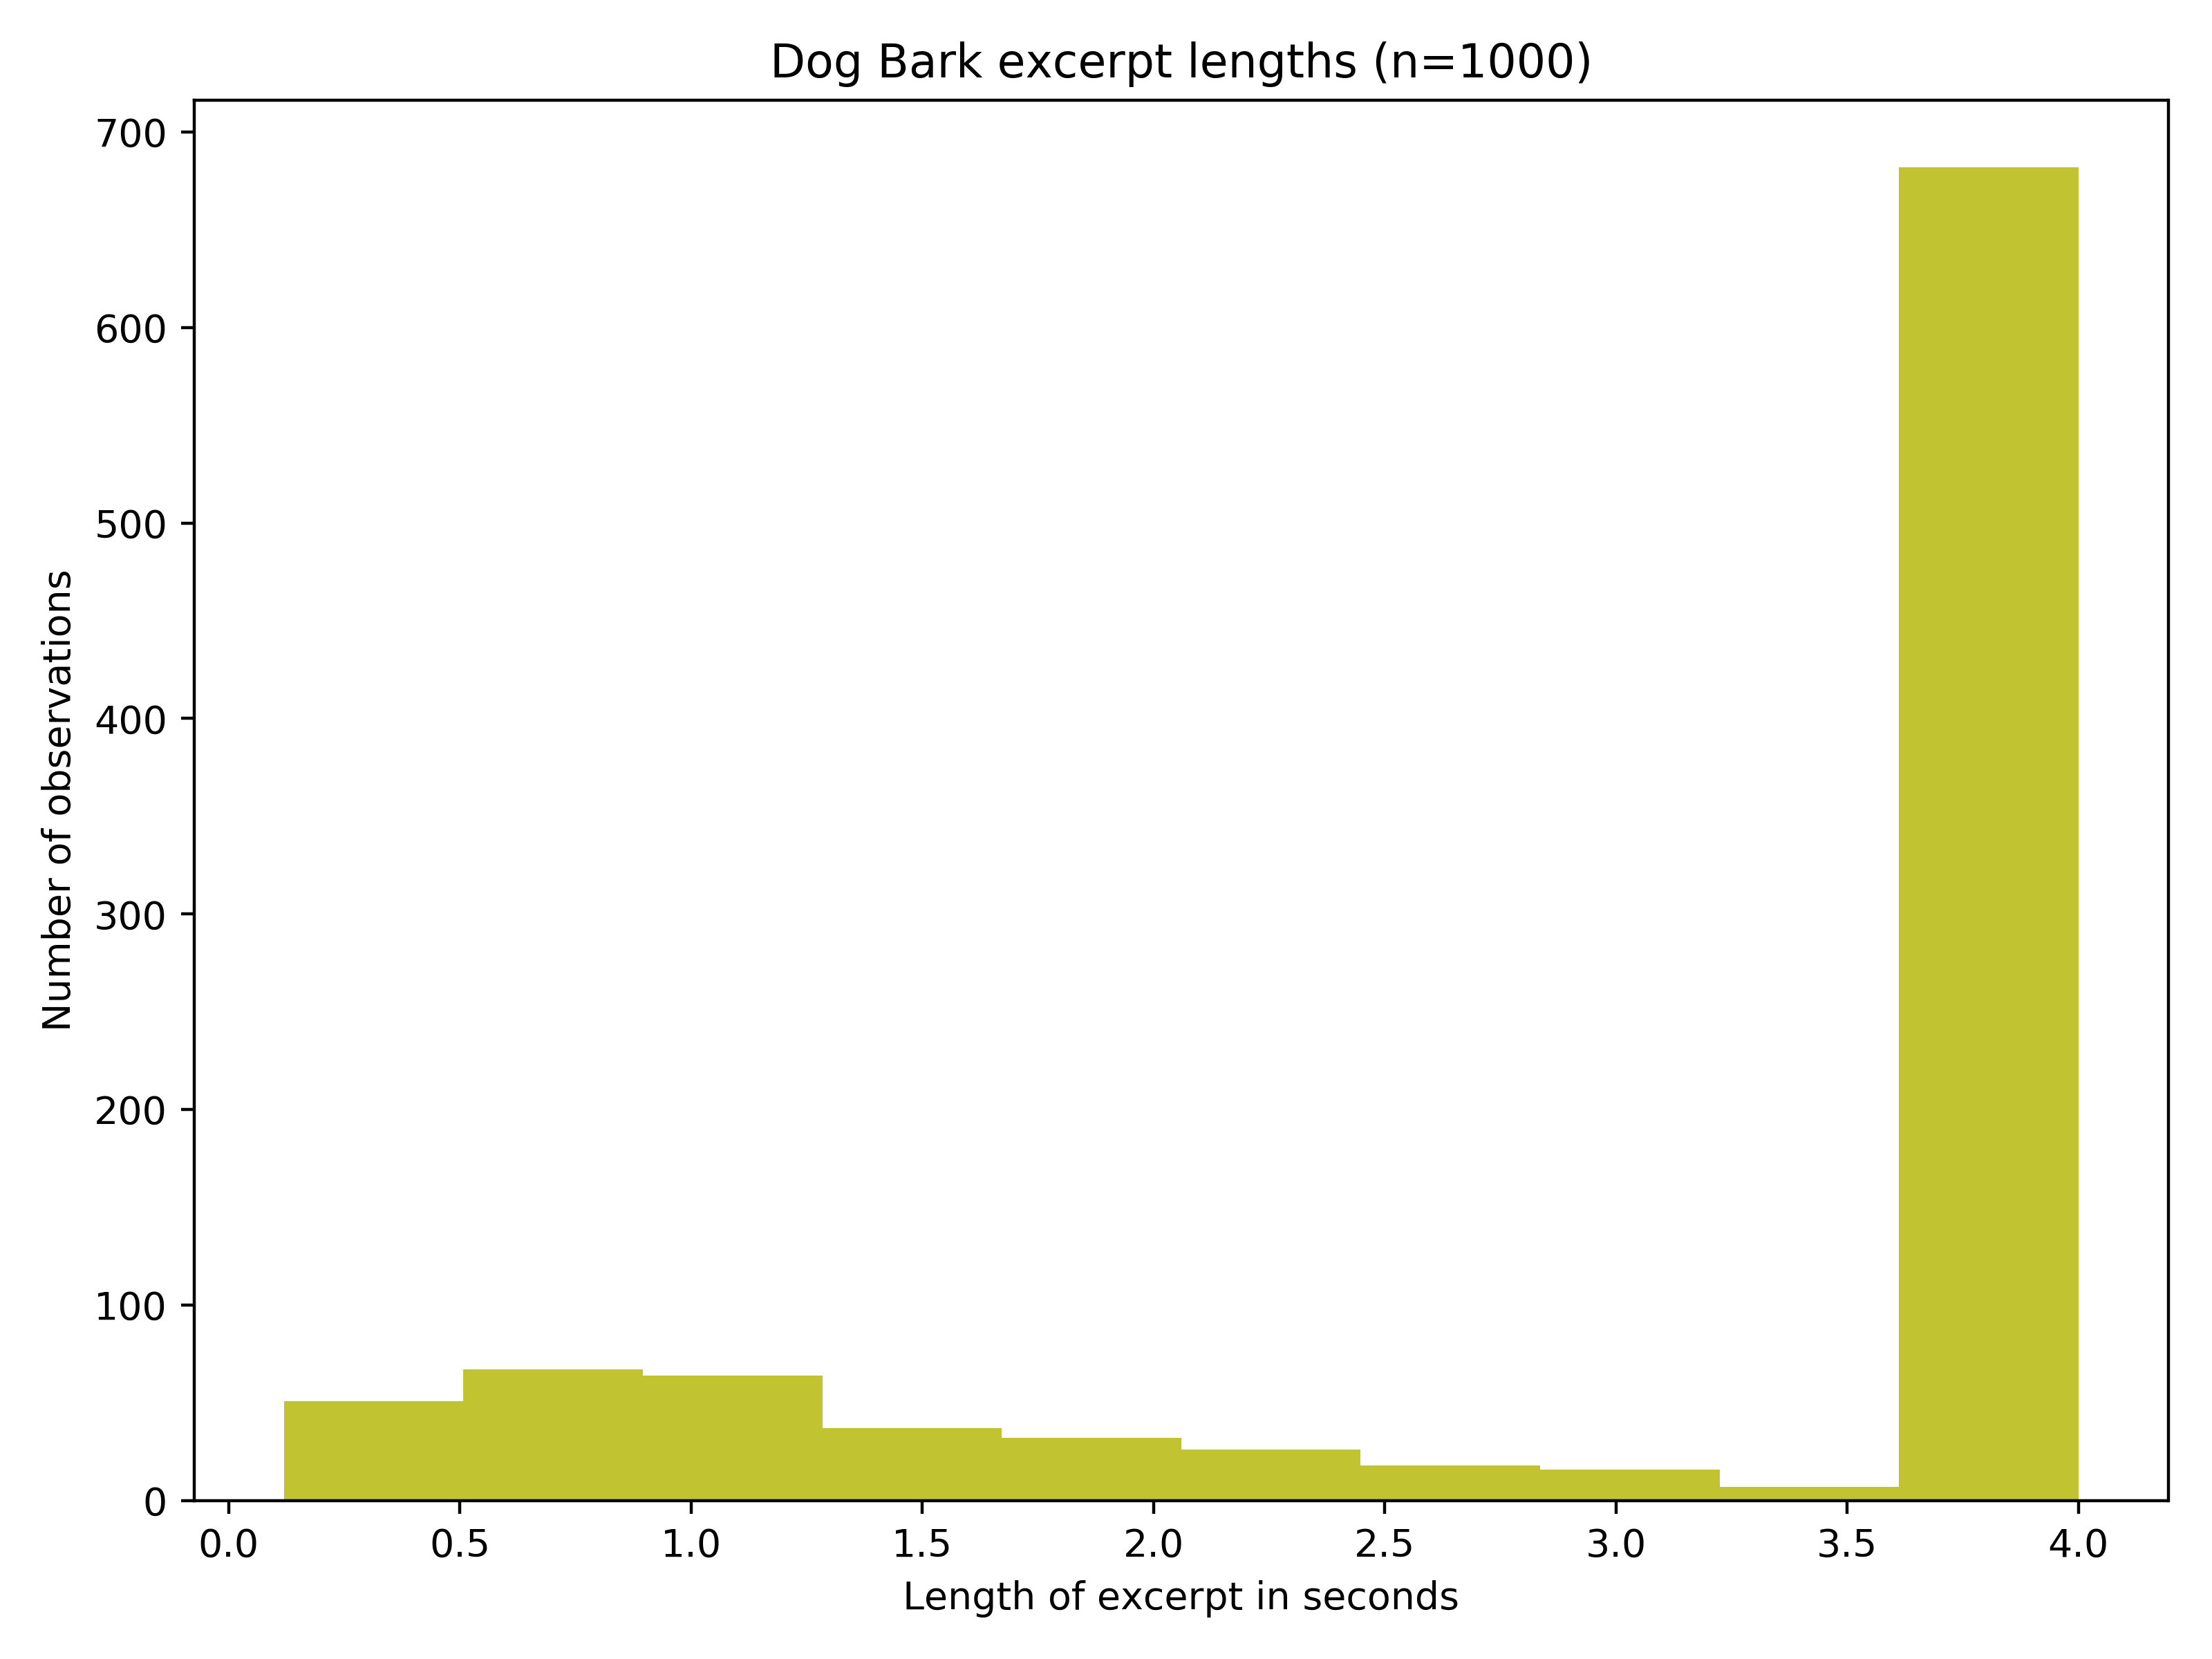 Dog Bark excerpt lengths (n=1000)
Number of observations
700
600
500
400
300
200
100
0
0.0 0.5 1.0 1.5 2.0 2.5 3.0 3.5 4.0
Length of excerpt in seconds